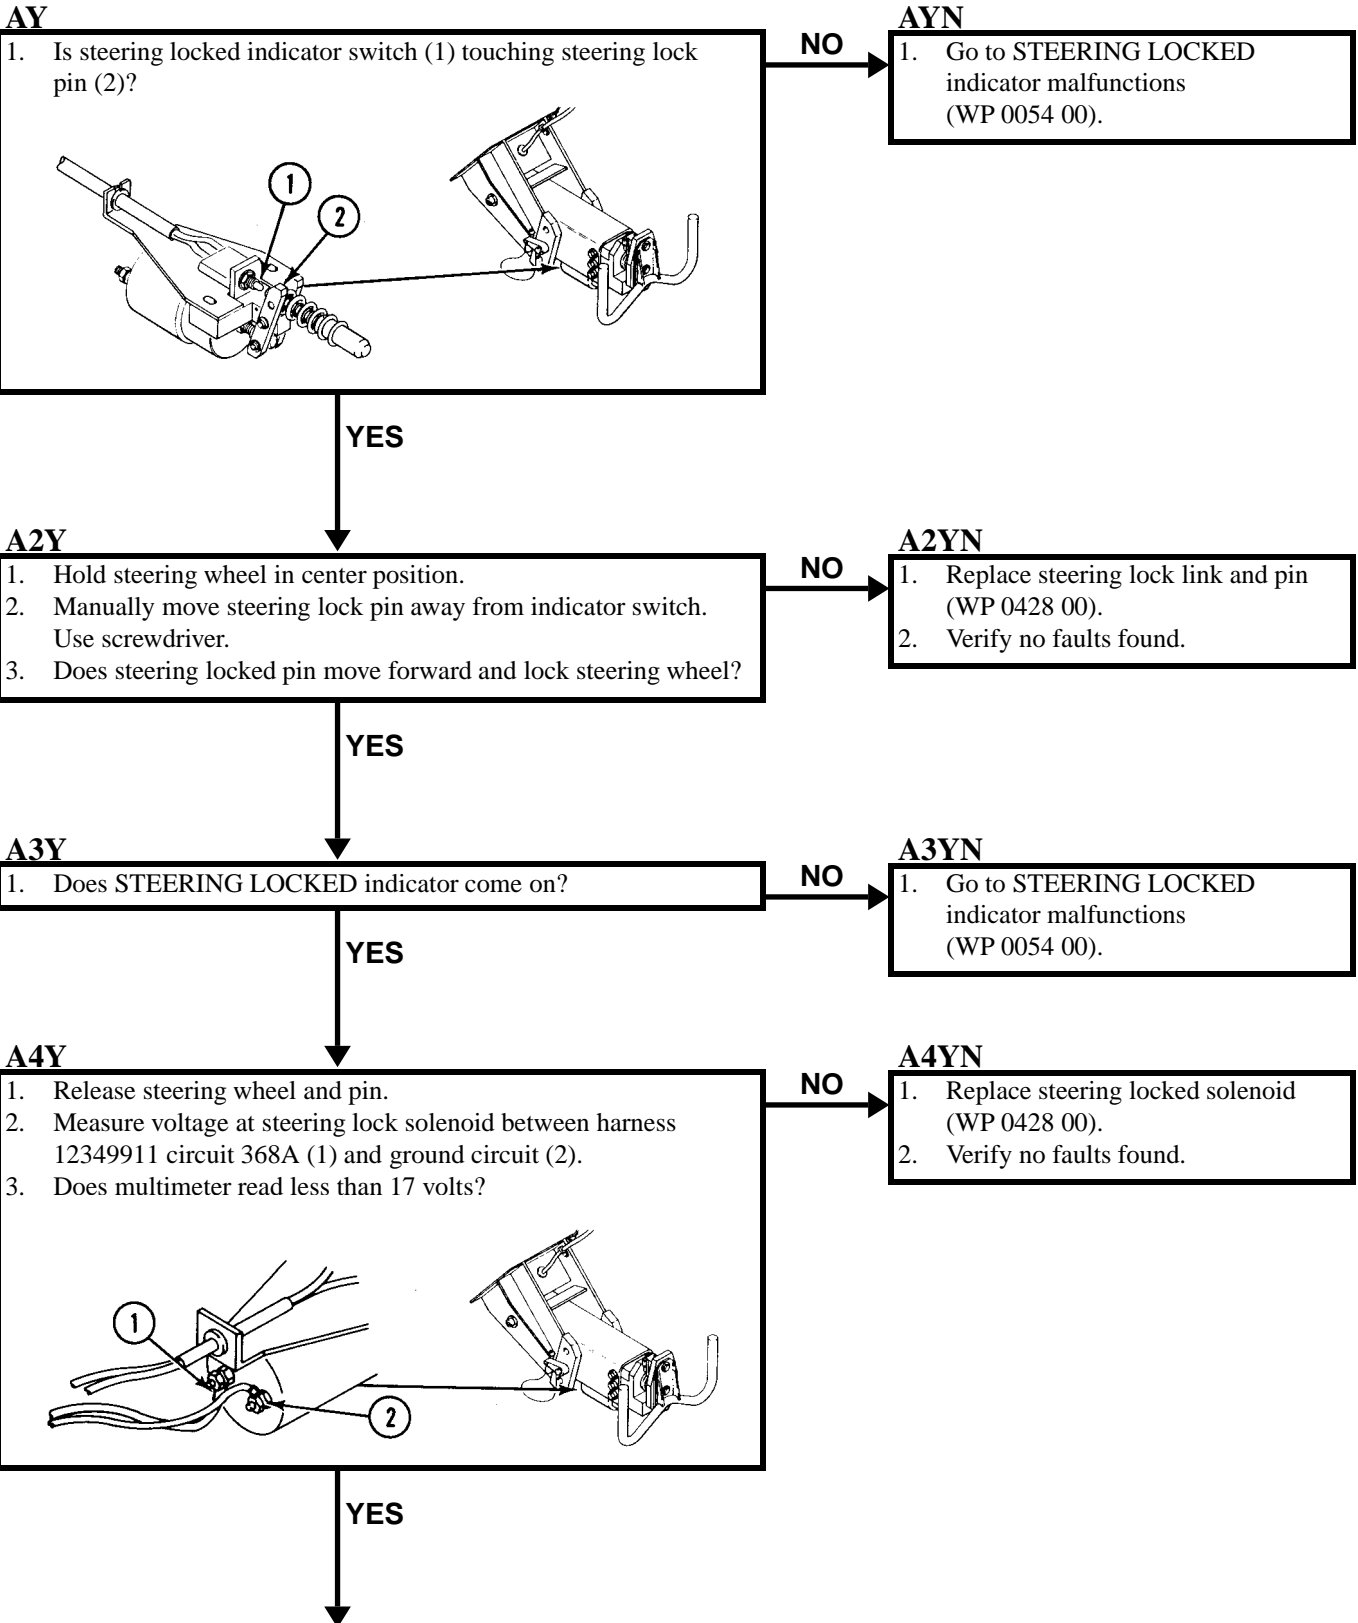 AY
1. Is steering locked indicator switch (1) touching steering lock
pin (2)?
1
2
NO
AYN
1. Go to STEERING LOCKED
indicator malfunctions
(WP 0054 00).
YES
A2Y
1. Hold steering wheel in center position.
2. Manually move steering lock pin away from indicator switch.
Use screwdriver.
3. Does steering locked pin move forward and lock steering wheel?
NO
A2YN
1. Replace steering lock link and pin
(WP 0428 00).
2. Verify no faults found.
YES
A3Y
1. Does STEERING LOCKED indicator come on?
NO
A3YN
1. Go to STEERING LOCKED
indicator malfunctions
(WP 0054 00).
YES
A4Y
1. Release steering wheel and pin.
2. Measure voltage at steering lock solenoid between harness
12349911 circuit 368A (1) and ground circuit (2).
3. Does multimeter read less than 17 volts?
1
2
NO
A4YN
1. Replace steering locked solenoid
(WP 0428 00).
2. Verify no faults found.
YES